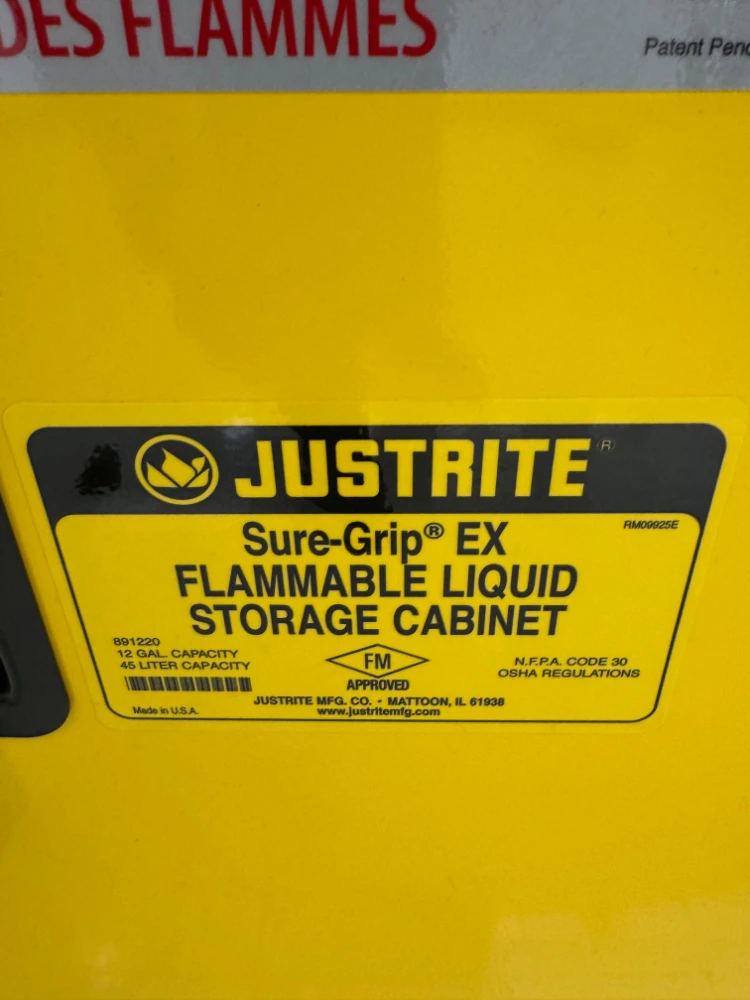 DES FLAMMES
Patent Pend
JUSTRITE®
RM09925E
Sure-Grip® EX
FLAMMABLE LIQUID
STORAGE CABINET
891220
12 GAL. CAPACITY
45 LITER CAPACITY
FM
APPROVED
N.F.P.A. CODE 30
OSHA REGULATIONS
JUSTRITE MFG. CO. • MATTOON, IL 61938
www.justritemfg.com
Made in U.S.A.